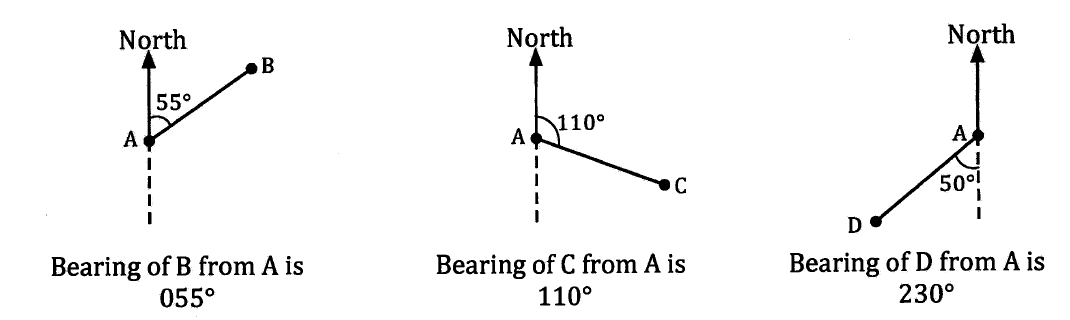 North
B
55°
A
Bearing of B from A is
055°
North
A
110°
C
Bearing of C from A is
110°
North
A
50°
D
Bearing of D from A is
230°